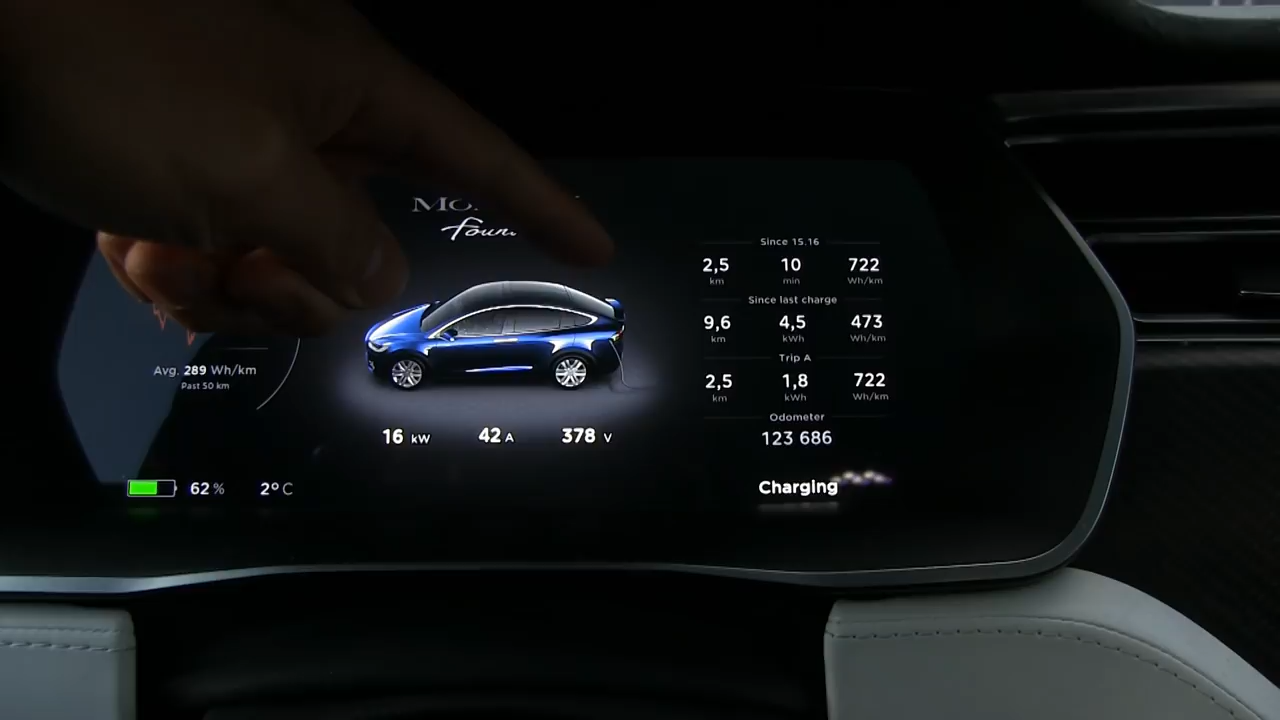 Since 15.16
2,5 10 722
km min Wh/km
Since last charge
9,6 4,5 473
km kWh Wh/km
Trip A
2,5 1,8 722
km kWh Wh/km
Odometer
123 686
Avg. 289 Wh/km
Past 50 km
16 kW 42 A 378 V
62 % 2° C
Charging